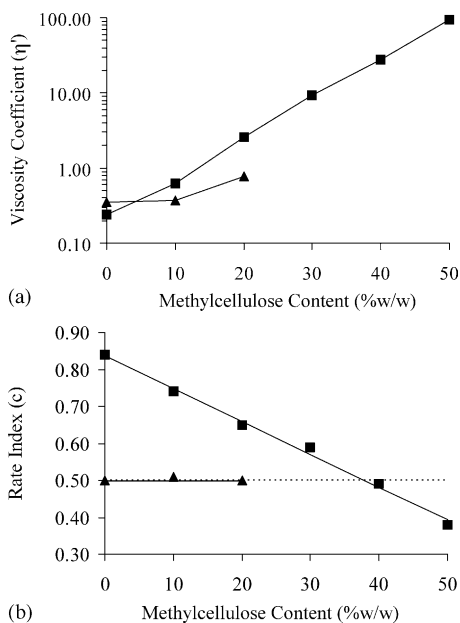 100.00
10.00
1.00
0.10
Viscosity Coefficient (η')
0 10 20 30 40 50
Methylcellulose Content (%w/w)
(a)
0.90
0.80
0.70
0.60
0.50
0.40
0.30
Rate Index (c)
0 10 20 30 40 50
Methylcellulose Content (%w/w)
(b)